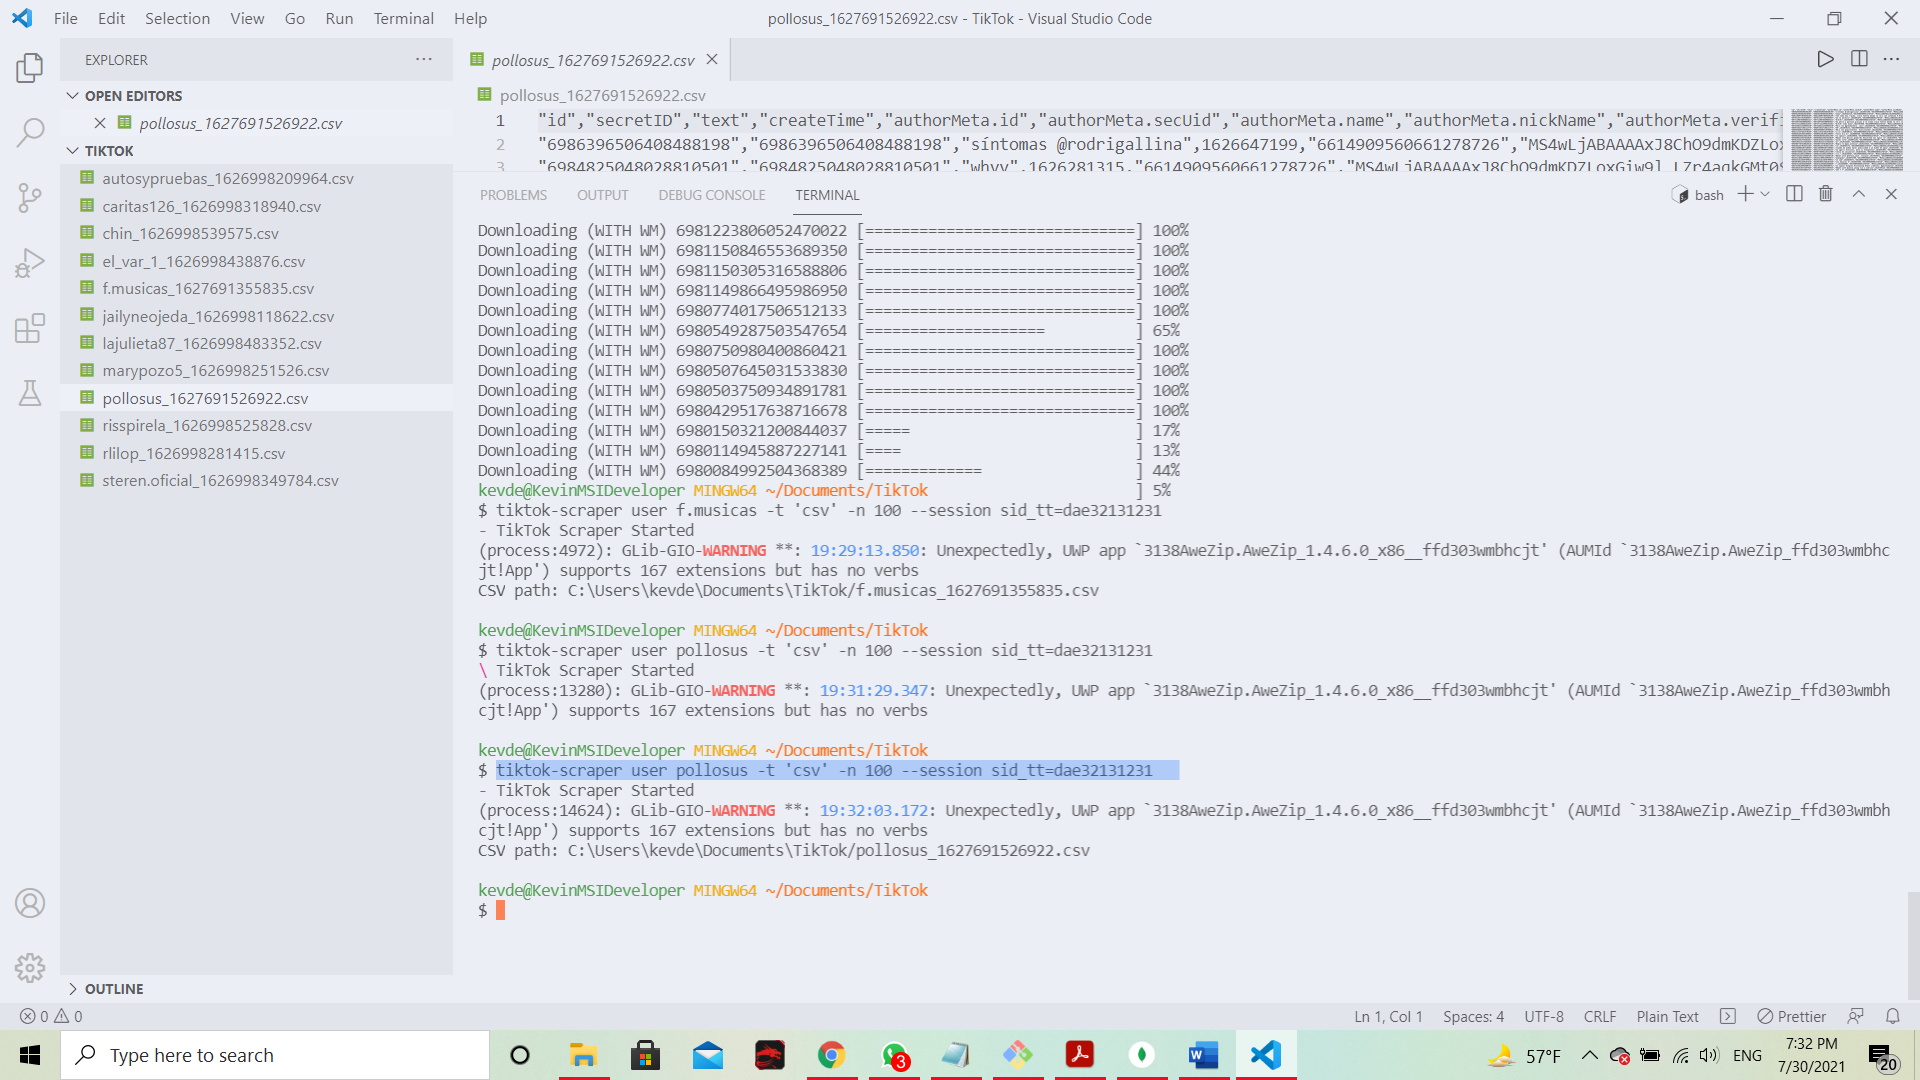 File Edit Selection View Go Run Terminal Help
pollosus_1627691526922.csv - TikTok - Visual Studio Code
EXPLORER
OPEN EDITORS
pollosus_1627691526922.csv
TIKTOK
autosypruebas_1626998209964.csv
caritas126_1626998318940.csv
chin_1626998539575.csv
el_var_1_1626998438876.csv
f.musicas_1627691355835.csv
jailyneojeda_1626998118622.csv
lajulieta87_1626998483352.csv
marypozo5_1626998251526.csv
pollosus_1627691526922.csv
risspirela_1626998525828.csv
rlilop_1626998281415.csv
steren.oficial_1626998349784.csv
OUTLINE
pollosus_1627691526922.csv
pollosus_1627691526922.csv
1 "id","secretID","text","createTime","authorMeta.id","authorMeta.secUid","authorMeta.name","authorMeta.nickName","authorMeta.verifi
2 "6986396506408488198","6986396506408488198","síntomas @rodrigallina",1626647199,"6614909560661278726","MS4wLjABAAAAxJ8ChO9dmKDZLox
3 "6984825048028810501","6984825048028810501","whyy",1626281315,"6614909560661278726","MS4wLjABAAAAxJ8ChO9dmKDZLoxGiw9l
PROBLEMS OUTPUT DEBUG CONSOLE TERMINAL
bash
Downloading (WITH WM) 6981223806052470022 [==============================] 100%
Downloading (WITH WM) 6981150846553689350 [==============================] 100%
Downloading (WITH WM) 6981150305316588806 [==============================] 100%
Downloading (WITH WM) 6981149866495986950 [==============================] 100%
Downloading (WITH WM) 6980774017506512133 [==============================] 100%
Downloading (WITH WM) 6980549287503547654 [==================== ] 65%
Downloading (WITH WM) 6980750980400860421 [==============================] 100%
Downloading (WITH WM) 6980507645031533830 [==============================] 100%
Downloading (WITH WM) 6980503750934891781 [==============================] 100%
Downloading (WITH WM) 6980429517638716678 [==============================] 100%
Downloading (WITH WM) 6980150321200844037 [===== ] 17%
Downloading (WITH WM) 6980114945887227141 [==== ] 13%
Downloading (WITH WM) 6980084992504368389 [============= ] 44%
kevde@KevinMSIDeveloper MINGW64 ~/Documents/TikTok ] 5%
$ tiktok-scraper user f.musicas -t 'csv' -n 100 --session sid_tt=dae32131231
- TikTok Scraper Started
(process:4972): GLib-GIO-WARNING **: 19:29:13.850: Unexpectedly, UWP app `3138AweZip.AweZip_1.4.6.0_x86__ffd303wmbhcjt' (AUMId `3138AweZip.AweZip_ffd303wmbhc
jt!App') supports 167 extensions but has no verbs
CSV path: C:\Users\kevde\Documents\TikTok/f.musicas_1627691355835.csv
kevde@KevinMSIDeveloper MINGW64 ~/Documents/TikTok
$ tiktok-scraper user pollosus -t 'csv' -n 100 --session sid_tt=dae32131231
\ TikTok Scraper Started
(process:13280): GLib-GIO-WARNING **: 19:31:29.347: Unexpectedly, UWP app `3138AweZip.AweZip_1.4.6.0_x86__ffd303wmbhcjt' (AUMId `3138AweZip.AweZip_ffd303wmbh
cjt!App') supports 167 extensions but has no verbs
kevde@KevinMSIDeveloper MINGW64 ~/Documents/TikTok
$ tiktok-scraper user pollosus -t 'csv' -n 100 --session sid_tt=dae32131231
- TikTok Scraper Started
(process:14624): GLib-GIO-WARNING **: 19:32:03.172: Unexpectedly, UWP app `3138AweZip.AweZip_1.4.6.0_x86__ffd303wmbhcjt' (AUMId `3138AweZip.AweZip_ffd303wmbh
cjt!App') supports 167 extensions but has no verbs
CSV path: C:\Users\kevde\Documents\TikTok/pollosus_1627691526922.csv
kevde@KevinMSIDeveloper MINGW64 ~/Documents/TikTok
$
0 0
Ln 1, Col 1 Spaces: 4 UTF-8 CRLF Plain Text Prettier
Type here to search
3
57°F
ENG
7:32 PM
7/30/2021
20